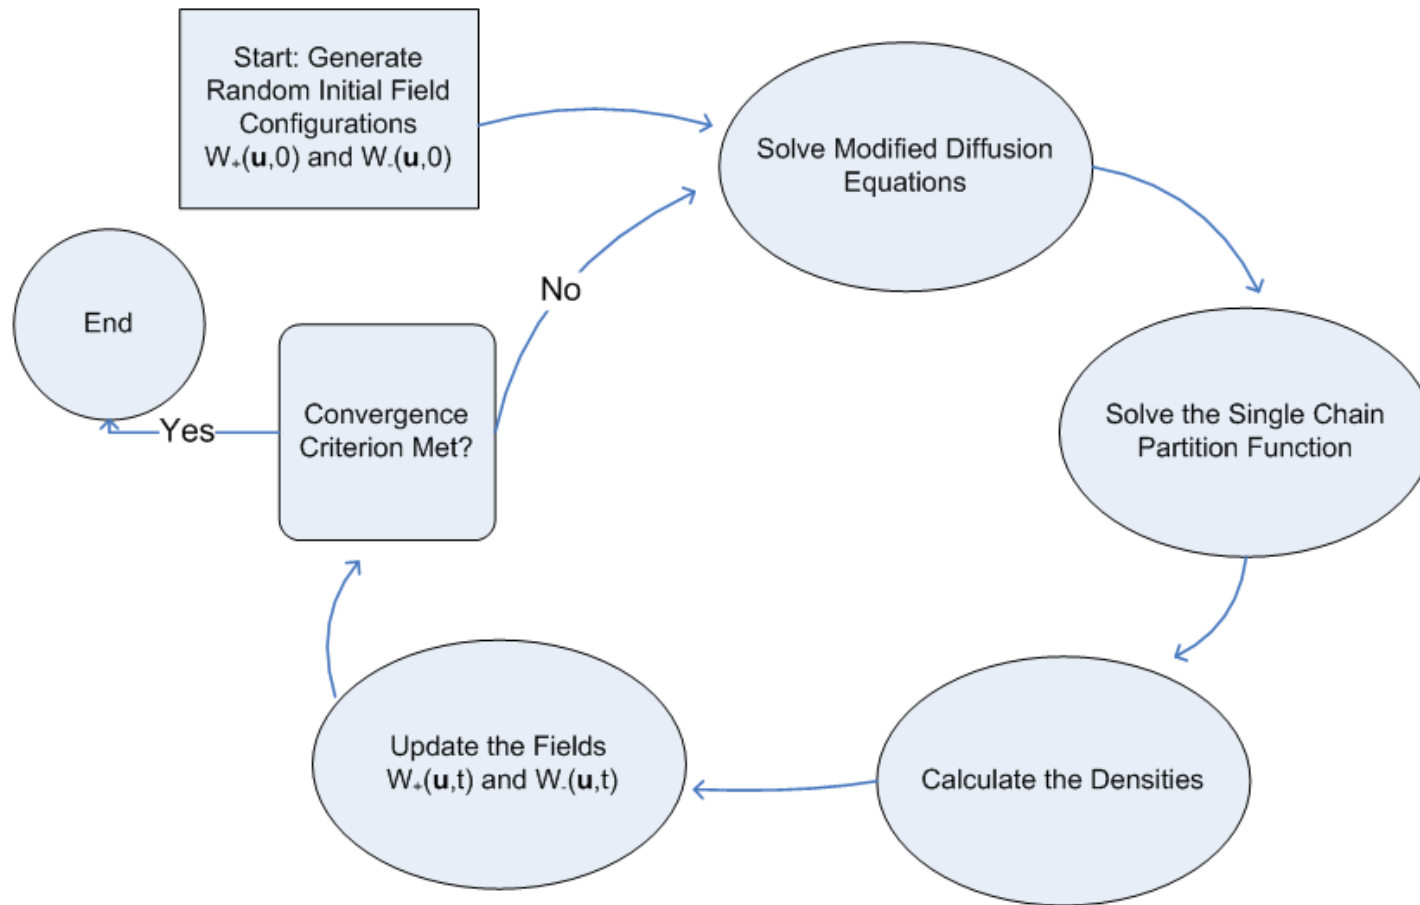 Start: Generate
Random Initial Field
Configurations
W₊(u,0) and W₋(u,0)
Solve Modified Diffusion
Equations
No
End
Convergence
Criterion Met?
Yes
Solve the Single Chain
Partition Function
Update the Fields
W₊(u,t) and W₋(u,t)
Calculate the Densities